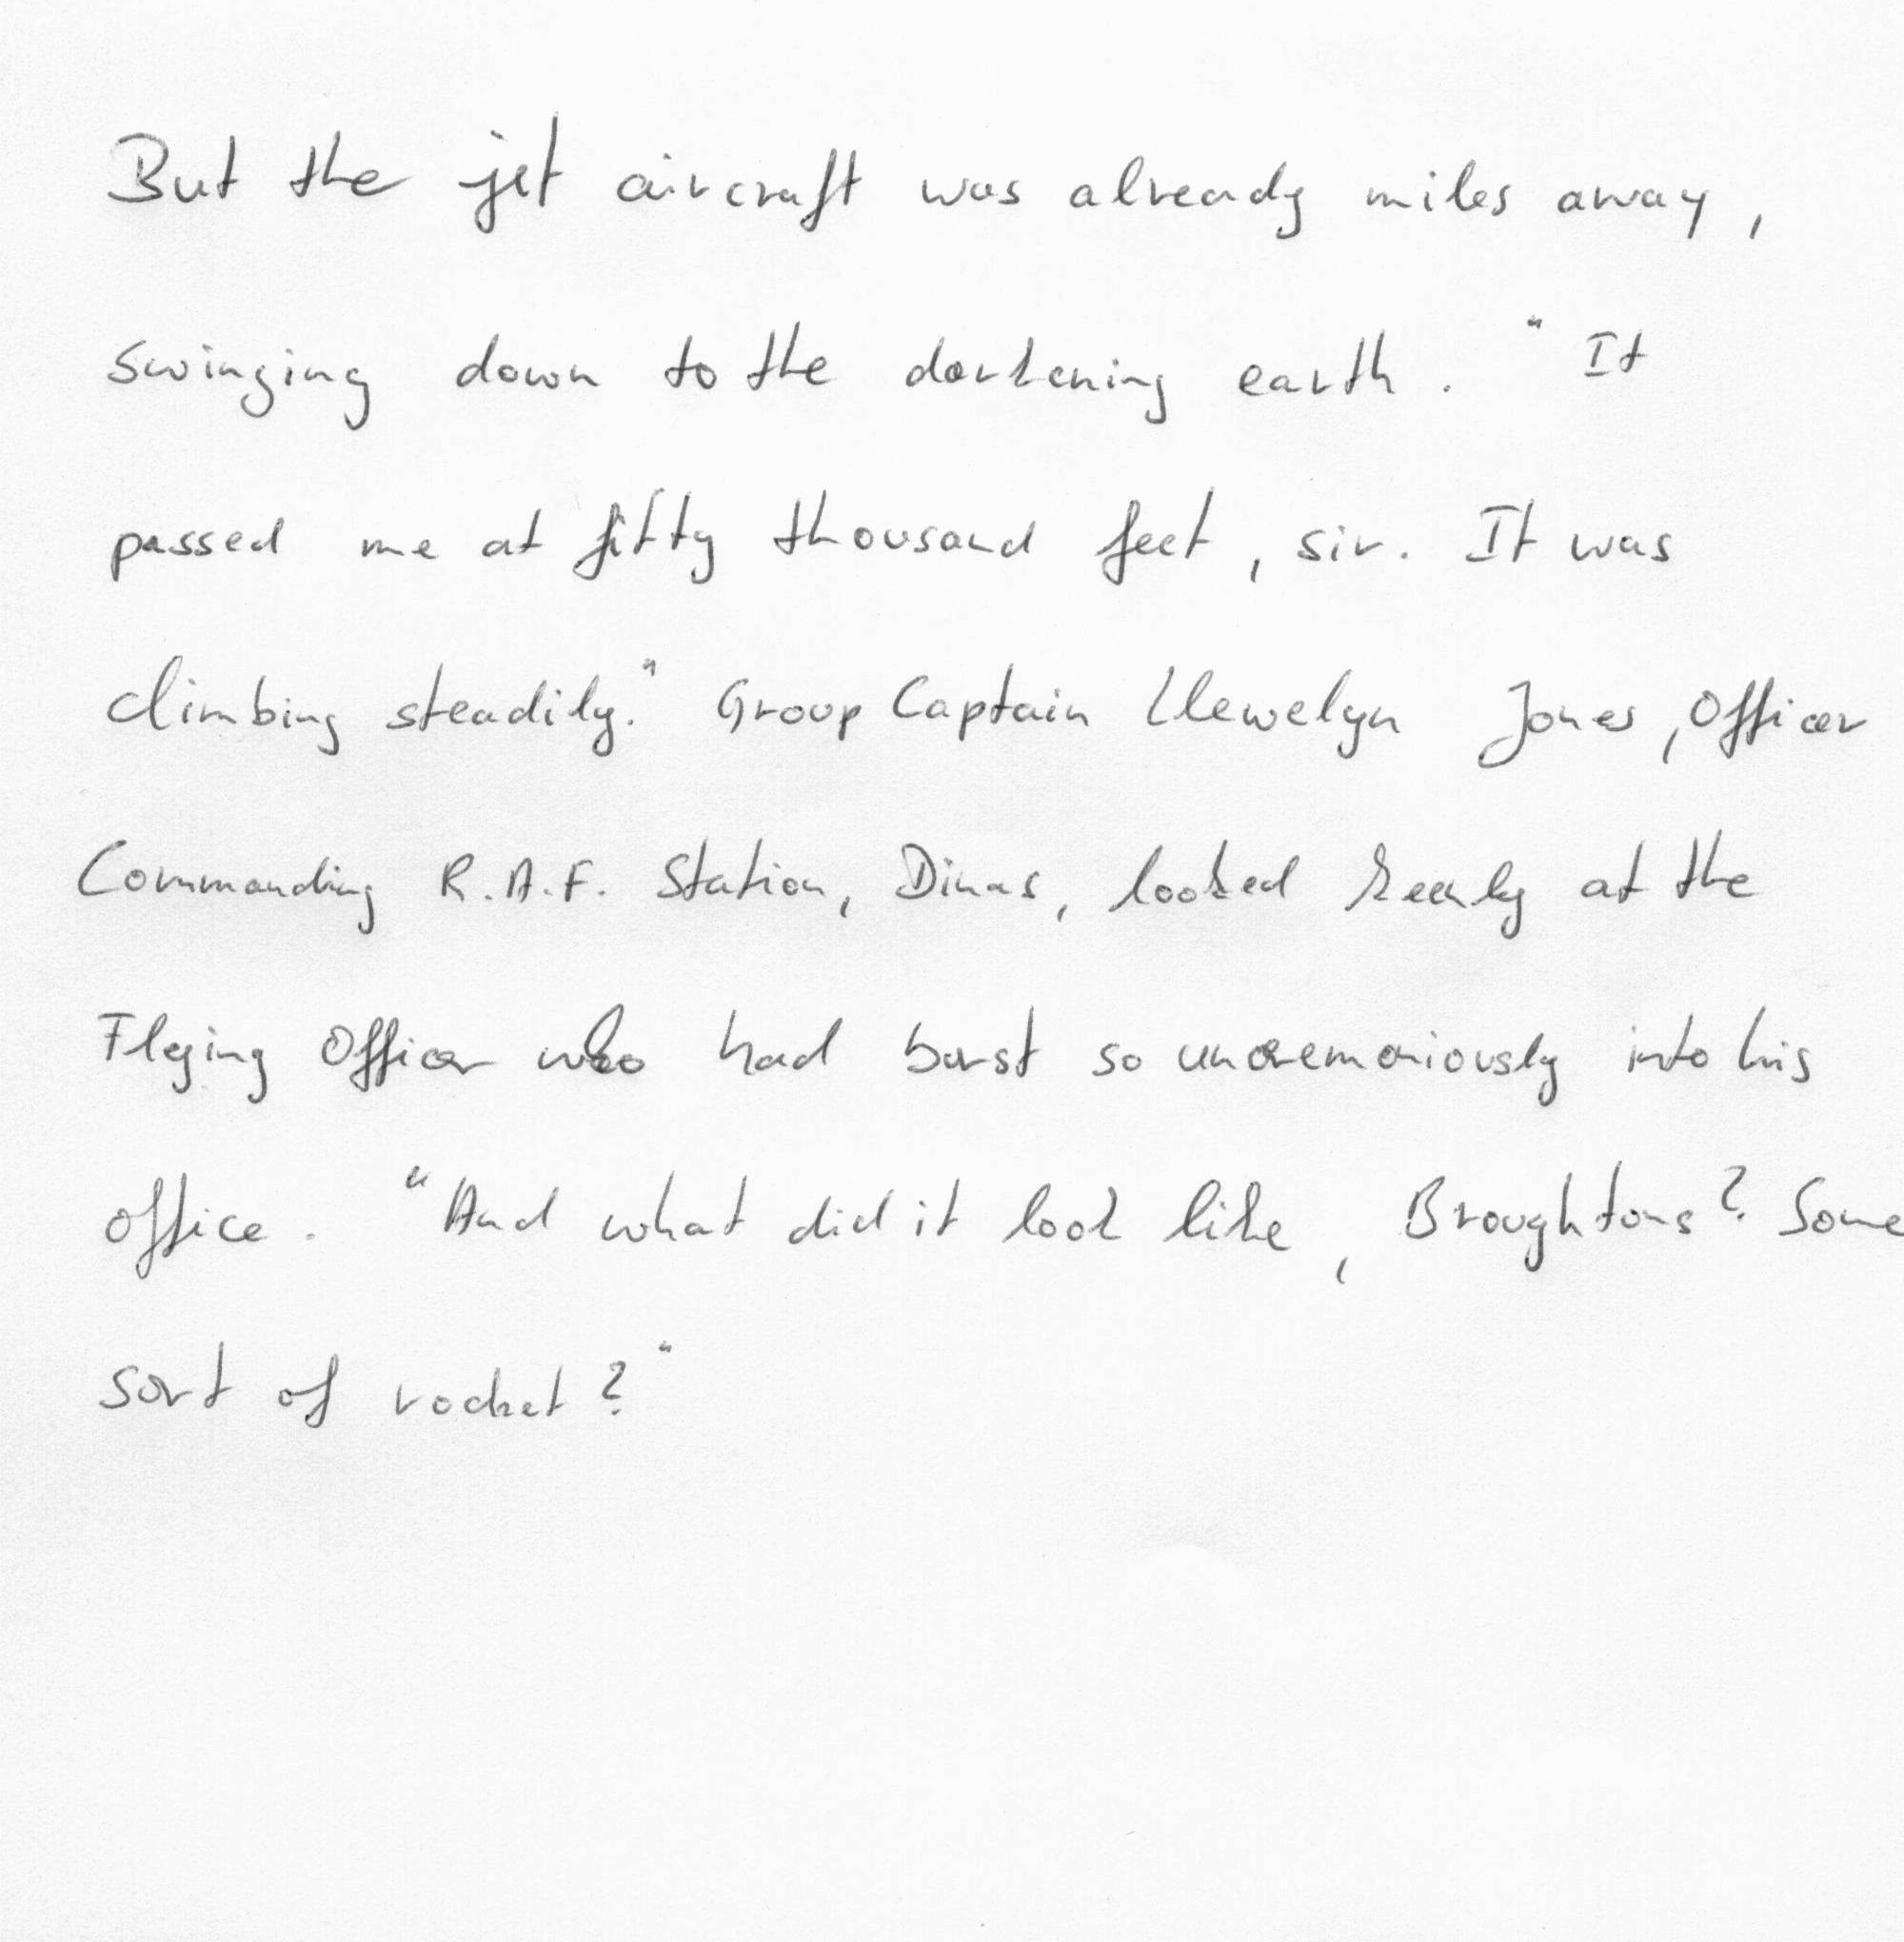 But the jet aircraft was already miles away,
swinging down to the darkening earth. "It
passed me at fifty thousand feet, sir. It was
climbing steadily." Group Captain Llewelyn Jones, Officer
Commanding R.A.F. Station, Dinas, looked keenly at the
Flying Officer who had burst so unceremoniously into his
office. "And what did it look like, Broughtons? Some
sort of rocket?"